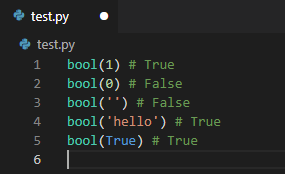 test.py
test.py
1 bool(1) # True
2 bool(0) # False
3 bool('') # False
4 bool('hello') # True
5 bool(True) # True
6